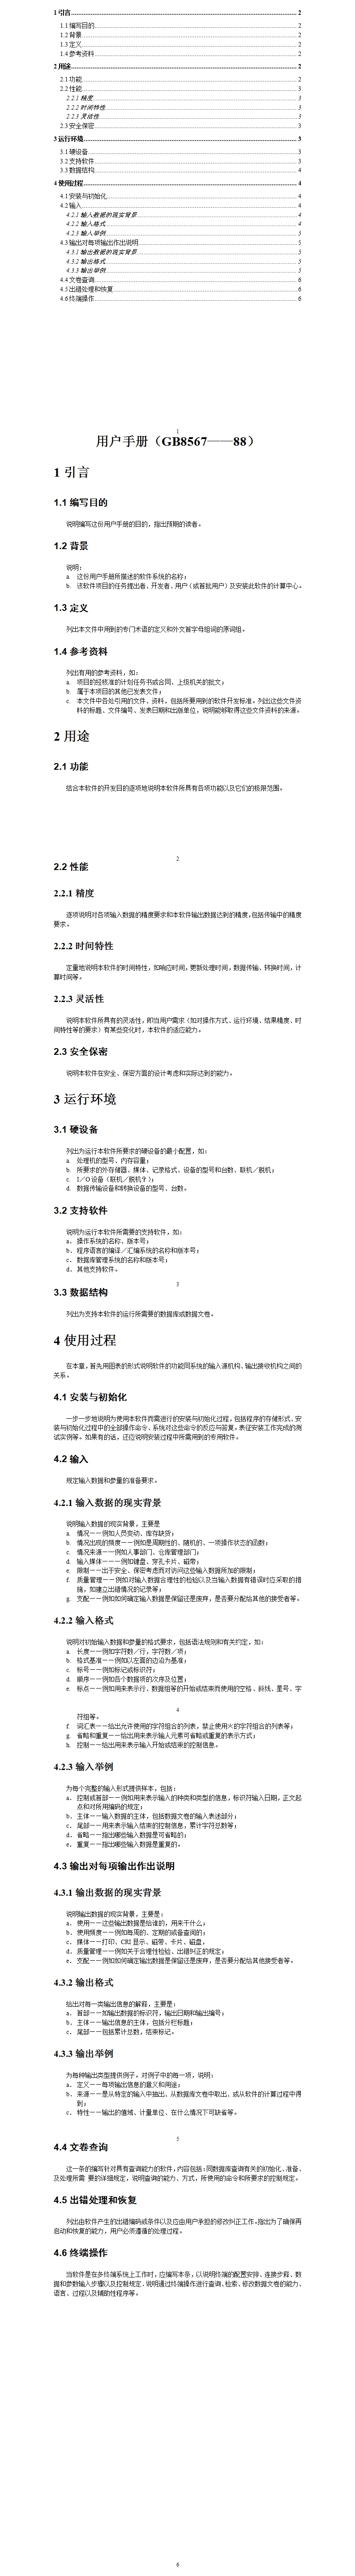 1 引言 2
1.1 编写目的 2
1.2 背景 2
1.3 定义 2
1.4 参考资料 2
2 用途 2
2.1 功能 2
2.2 性能 3
2.2.1 精度 3
2.2.2 时间特性 3
2.2.3 灵活性 3
2.3 安全保密 3
3 运行环境 3
3.1 硬设备 3
3.2 支持软件 3
3.3 数据结构 4
4 使用过程 4
4.1 安装与初始化 4
4.2 输入 4
4.2.1 输入数据的现实背景 4
4.2.2 输入格式 4
4.2.3 输入举例 5
4.3 输出对每项输出作出说明 5
4.3.1 输出数据的现实背景 5
4.3.2 输出格式 5
4.3.3 输出举例 5
4.4 文卷查询 6
4.5 出错处理和恢复 6
4.6 终端操作 6
1
用户手册（GB8567——88）
1 引言
1.1 编写目的
说明编写这份用户手册的目的，指出预期的读者。
1.2 背景
说明：
a. 这份用户手册所描述的软件系统的名称；
b. 该软件项目的任务提出者、开发者、用户（或首批用户）及安装此软件的计算中心。
1.3 定义
列出本文件中用到的专门术语的定义和外文首字母组词的原词组。
1.4 参考资料
列出有用的参考资料，如：
a. 项目的经核准的计划任务书或合同、上级机关的批文；
b. 属于本项目的其他已发表文件；
c. 本文件中各处引用的文件、资料，包括所要用到的软件开发标准。列出这些文件资
料的标题、文件编号、发表日期和出版单位，说明能够取得这些文件资料的来源。
2 用途
2.1 功能
结合本软件的开发目的逐项地说明本软件所具有各项功能以及它们的极限范围。
2
2.2 性能
2.2.1 精度
逐项说明对各项输入数据的精度要求和本软件输出数据达到的精度，包括传输中的精度
要求。
2.2.2 时间特性
定量地说明本软件的时间特性，如响应时间，更新处理时间，数据传输、转换时间，计
算时间等。
2.2.3 灵活性
说明本软件所具有的灵活性，即当用户需求（如对操作方式、运行环境、结果精度、时
间特性等的要求）有某些变化时，本软件的适应能力。
2.3 安全保密
说明本软件在安全、保密方面的设计考虑和实际达到的能力。
3 运行环境
3.1 硬设备
列出为运行本软件所要求的硬设备的最小配置，如：
a. 处理机的型号、内存容量；
b. 所要求的外存储器、媒体、记录格式、设备的型号和台数、联机／脱机；
c. I／O设备（联机／脱机？）；
d. 数据传输设备和转换设备的型号、台数。
3.2 支持软件
说明为运行本软件所需要的支持软件，如：
a．操作系统的名称、版本号；
b．程序语言的编译／汇编系统的名称和版本号；
c．数据库管理系统的名称和版本号；
d．其他支持软件。
3
3.3 数据结构
列出为支持本软件的运行所需要的数据库或数据文卷。
4 使用过程
在本章，首先用图表的形式说明软件的功能同系统的输入源机构、输出接收机构之间的
关系。
4.1 安装与初始化
一步一步地说明为使用本软件而需进行的安装与初始化过程，包括程序的存储形式、安
装与初始化过程中的全部操作命令、系统对这些命令的反应与答复。表征安装工作完成的测
试实例等。如果有的话，还应说明安装过程中所需用到的专用软件。
4.2 输入
规定输入数据和参量的准备要求。
4.2.1 输入数据的现实背景
说明输入数据的现实背景，主要是
a. 情况——例如人员变动、库存缺货；
b. 情况出现的频度——例如是周期性的、随机的、一项操作状态的函数；
c. 情况来源——例如人事部门、仓库管理部门；
d. 输入媒体——例如键盘、穿孔卡片、磁带；
e. 限制——出于安全、保密考虑而对访问这些输入数据所加的限制；
f. 质量管理——例如对输入数据合理性的检验以及当输入数据有错误时应采取的措
施，如建立出错情况的记录等；
g. 支配——例如如何确定输入数据是保留还是废弃，是否要分配给其他的接受者等。
4.2.2 输入格式
说明对初始输入数据和参量的格式要求，包括语法规则和有关约定，如：
a. 长度——例如字符数／行，字符数／项；
b. 格式基准——例如以左面的边沿为基准；
c. 标号——例如标记或标识符；
d. 顺序——例如各个数据项的次序及位置；
e. 标点——例如用来表示行、数据组等的开始或结束而使用的空格、斜线、星号、字
4
符组等。
f. 词汇表——给出允许使用的字符组合的列表，禁止使用※的字符组合的列表等；
g. 省略和重复——给出用来表示输入元素可省略或重复的表示方式；
h. 控制——给出用来表示输入开始或结束的控制信息。
4.2.3 输入举例
为每个完整的输入形式提供样本，包括：
a．控制或首部——例如用来表示输入的种类和类型的信息，标识符输入日期，正文起
点和对所用编码的规定；
b．主体——输入数据的主体，包括数据文卷的输入表述部分；
c．尾部——用来表示输入结束的控制信息，累计字符总数等；
d．省略——指出哪些输入数据是可省略的；
e．重复——指出哪些输入数据是重复的。
4.3 输出对每项输出作出说明
4.3.1 输出数据的现实背景
说明输出数据的现实背景，主要是：
a．使用——这些输出数据是给谁的，用来干什么；
b．使用频度——例如每周的、定期的或备查阅的；
c．媒体——打印、CRI 显示、磁带、卡片、磁盘，
d．质量管理——例如关于合理性检验、出错纠正的规定；
e．支配——例如如何确定输出数据是保留还是废弃，是否要分配给其他接受者等。
4.3.2 输出格式
给出对每一类输出信息的解释，主要是：
a．首部——如输出数据的标识符，输出日期和输出编号；
b．主体——输出信息的主体，包括分栏标题；
c．尾部——包括累计总数，结束标记。
4.3.3 输出举例
为每种输出类型提供例子。对例子中的每一项，说明：
a．定义——每项输出信息的意义和用途；
b．来源——是从特定的输入中抽出、从数据库文卷中取出、或从软件的计算过程中得
到；
c．特性——输出的值域、计量单位、在什么情况下可缺省等。
5
4.4 文卷查询
这一条的编写针对具有查询能力的软件，内容包括：同数据库查询有关的初始化、准备、
及处理所需 要的详细规定，说明查询的能力、方式，所使用的命令和所要求的控制规定。
4.5 出错处理和恢复
列出由软件产生的出错编码或条件以及应由用户承担的修改纠正工作。指出为了确保再
启动和恢复的能力，用户必须遵循的处理过程。
4.6 终端操作
当软件是在多终端系统上工作时，应编写本条，以说明终端的配置安排、连接步骤、数
据和参数输入步骤以及控制规定。说明通过终端操作进行查询、检索、修改数据文卷的能力、
语言、过程以及辅助性程序等。
6